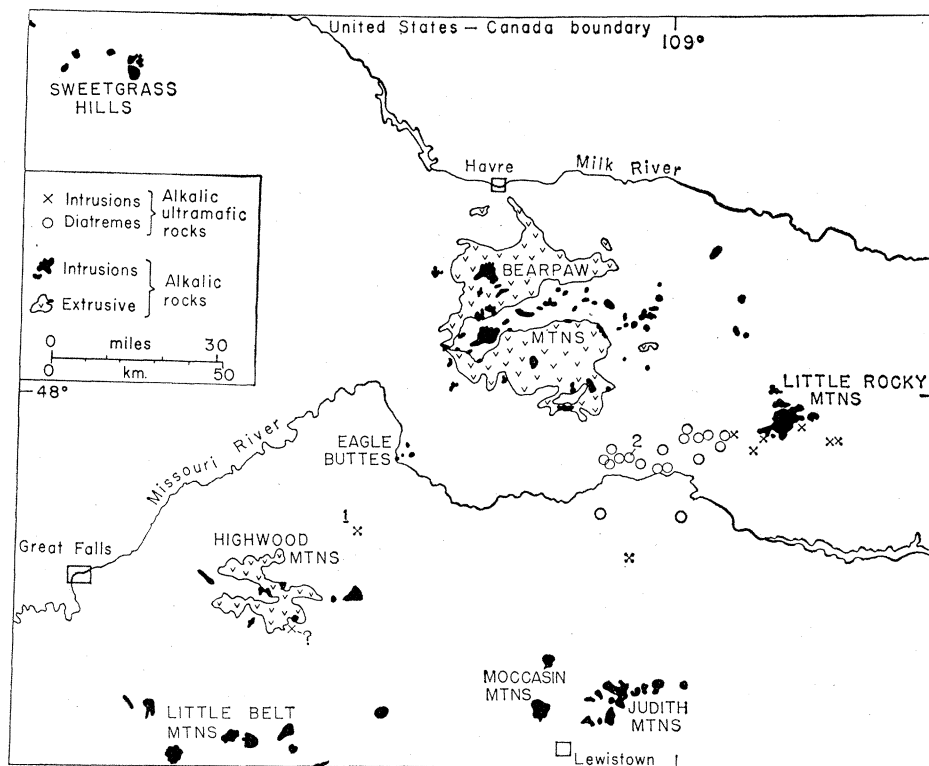 United States — Canada boundary
109°
SWEETGRASS
HILLS
Havre
Milk River
× Intrusions
○ Diatremes
Alkalic
ultramafic
rocks
Intrusions
Extrusive
Alkalic
rocks
0 miles 30
0 km. 50
BEARPAW
MTNS
48°
LITTLE ROCKY
MTNS
Missouri River
EAGLE
BUTTES
2
1
Great Falls
HIGHWOOD
MTNS
?
MOCCASIN
MTNS
JUDITH
MTNS
LITTLE BELT
MTNS
Lewistown